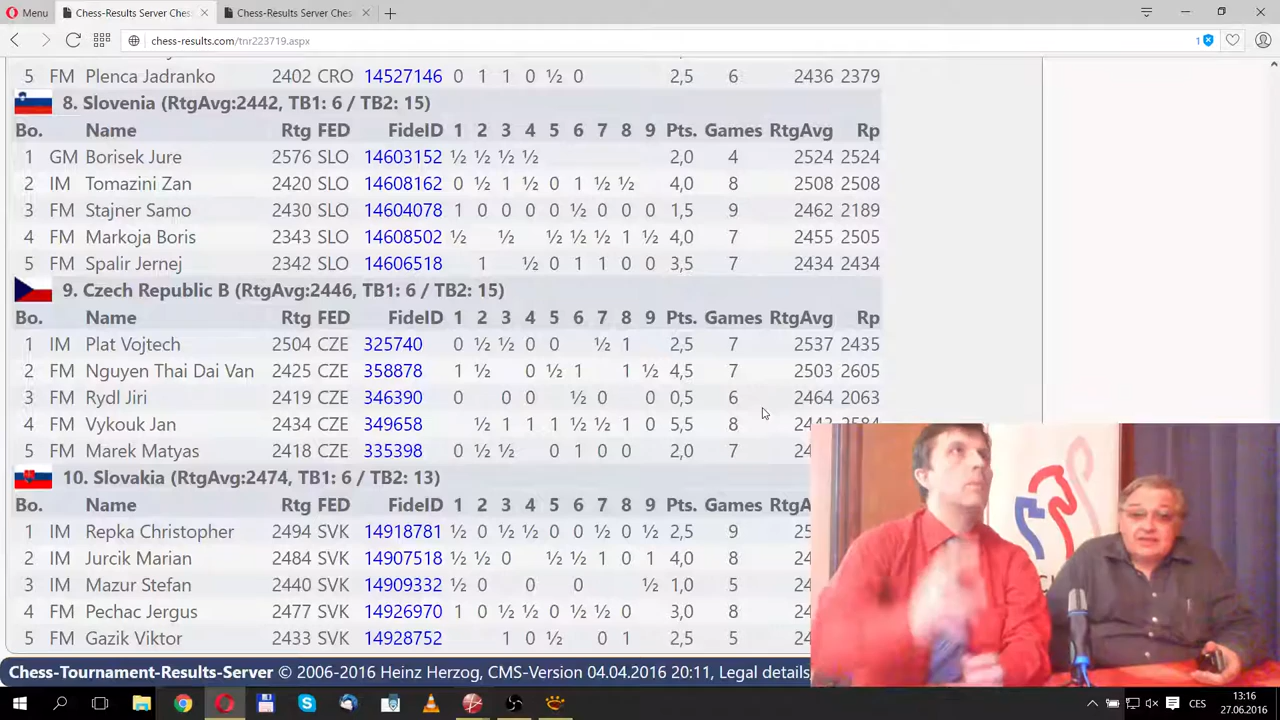 Menu Chess-Results Server Ches Chess-Results Server Ches
chess-results.com/tnr223719.aspx 1
5 FM Plenca Jadranko 2402 CRO 14527146 0 1 1 0 ½ 0 2,5 6 2436 2379
8. Slovenia (RtgAvg:2442, TB1: 6 / TB2: 15)
Bo. Name Rtg FED FideID 1 2 3 4 5 6 7 8 9 Pts. Games RtgAvg Rp
1 GM Borisek Jure 2576 SLO 14603152 ½ ½ ½ ½ 2,0 4 2524 2524
2 IM Tomazini Zan 2420 SLO 14608162 0 ½ 1 ½ 0 1 ½ ½ 4,0 8 2508 2508
3 FM Stajner Samo 2430 SLO 14604078 1 0 0 0 0 ½ 0 0 0 1,5 9 2462 2189
4 FM Markoja Boris 2343 SLO 14608502 ½ ½ ½ ½ ½ 1 ½ 4,0 7 2455 2505
5 FM Spalir Jernej 2342 SLO 14606518 1 ½ 0 1 1 0 0 3,5 7 2434 2434
9. Czech Republic B (RtgAvg:2446, TB1: 6 / TB2: 15)
Bo. Name Rtg FED FideID 1 2 3 4 5 6 7 8 9 Pts. Games RtgAvg Rp
1 IM Plat Vojtech 2504 CZE 325740 0 ½ ½ 0 0 ½ 1 2,5 7 2537 2435
2 FM Nguyen Thai Dai Van 2425 CZE 358878 1 ½ 0 ½ 1 1 ½ 4,5 7 2503 2605
3 FM Rydl Jiri 2419 CZE 346390 0 0 0 ½ 0 0 0,5 6 2464 2063
4 FM Vykouk Jan 2434 CZE 349658 ½ 1 1 1 ½ ½ 1 0 5,5 8
5 FM Marek Matyas 2418 CZE 335398 0 ½ ½ 0 1 0 0 2,0 7
10. Slovakia (RtgAvg:2474, TB1: 6 / TB2: 13)
Bo. Name Rtg FED FideID 1 2 3 4 5 6 7 8 9 Pts. Games
1 IM Repka Christopher 2494 SVK 14918781 ½ 0 ½ ½ 0 0 ½ 0 ½ 2,5 9
2 IM Jurcik Marian 2484 SVK 14907518 ½ ½ 0 ½ ½ 1 0 1 4,0 8
3 IM Mazur Stefan 2440 SVK 14909332 ½ 0 0 0 ½ 1,0 5
4 FM Pechac Jergus 2477 SVK 14926970 1 0 ½ ½ 0 ½ ½ 0 3,0 8
5 FM Gazik Viktor 2433 SVK 14928752 1 0 ½ 0 1 2,5 5
Chess-Tournament-Results-Server © 2006-2016 Heinz Herzog, CMS-Version 04.04.2016 20:11, Legal details,
CES 13:16
27.06.2016